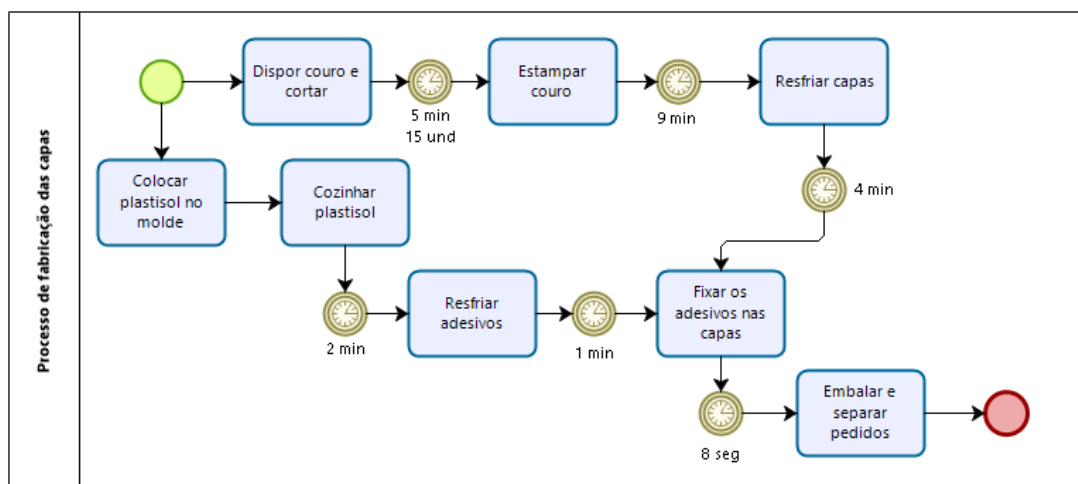 Processo de fabricação das capas
Dispor couro e
cortar
5 min
15 und
Estampar
couro
9 min
Resfriar capas
4 min
Colocar
plastisol no
molde
Cozinhar
plastisol
2 min
Resfriar
adesivos
1 min
Fixar os
adesivos nas
capas
8 seg
Embalar e
separar
pedidos